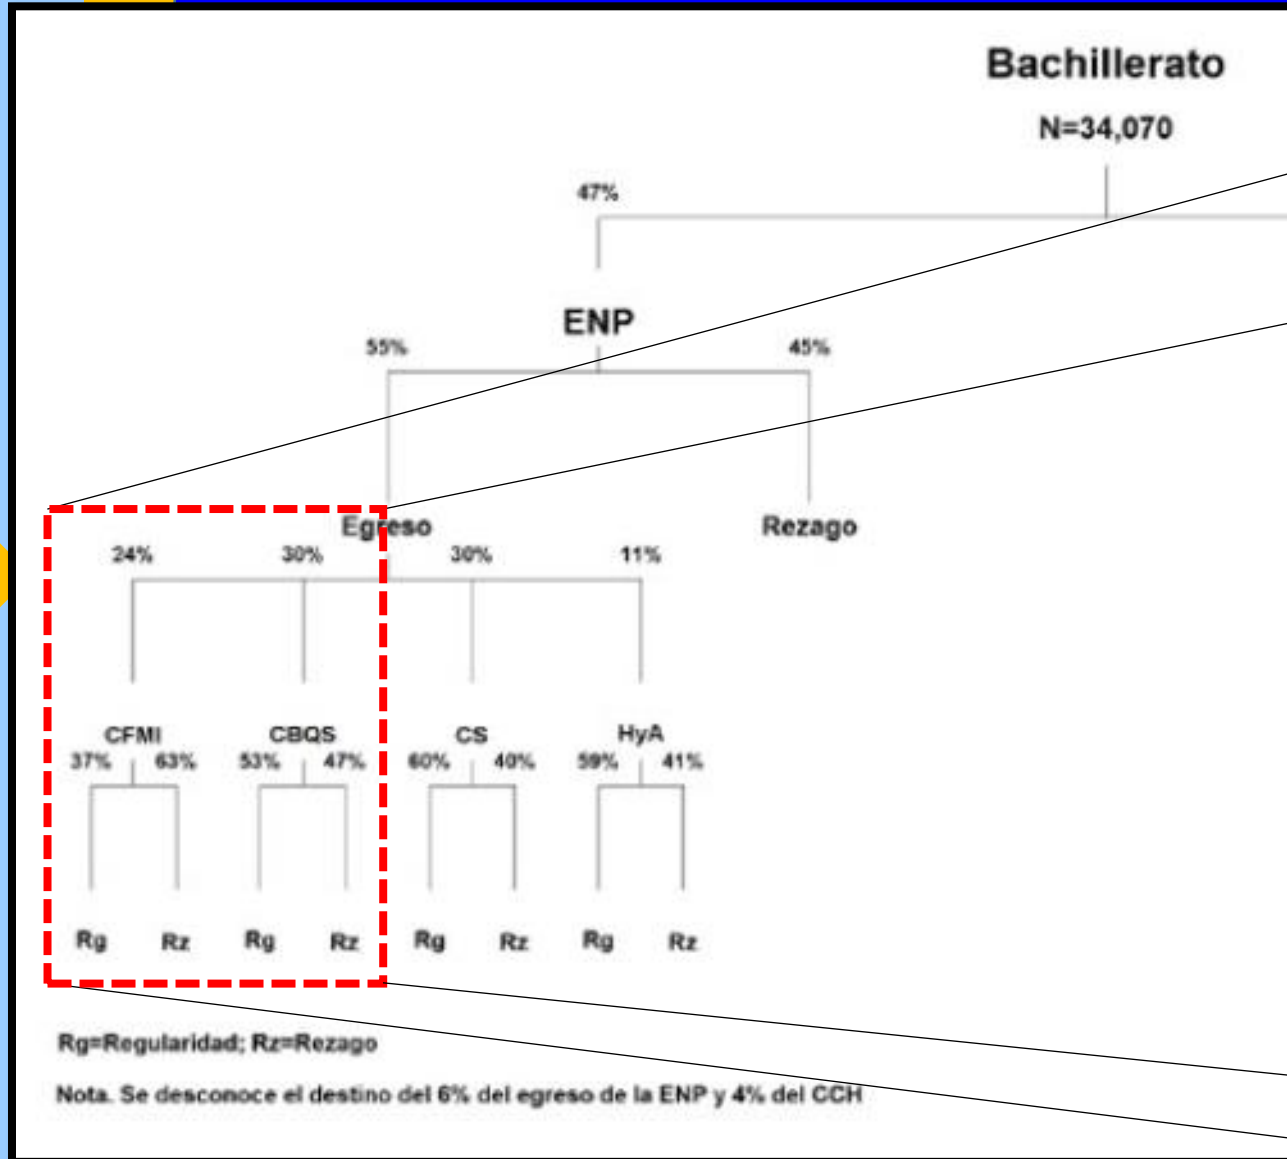 Bachillerato
N=34,070
47%
ENP
55% 45%
Egreso Rezago
24% 30% 30% 11%
CFMI CBQS CS HyA
37% 63% 53% 47% 60% 40% 59% 41%
Rg Rz Rg Rz Rg Rz Rg Rz
Rg=Regularidad; Rz=Rezago
Nota. Se desconoce el destino del 6% del egreso de la ENP y 4% del CCH